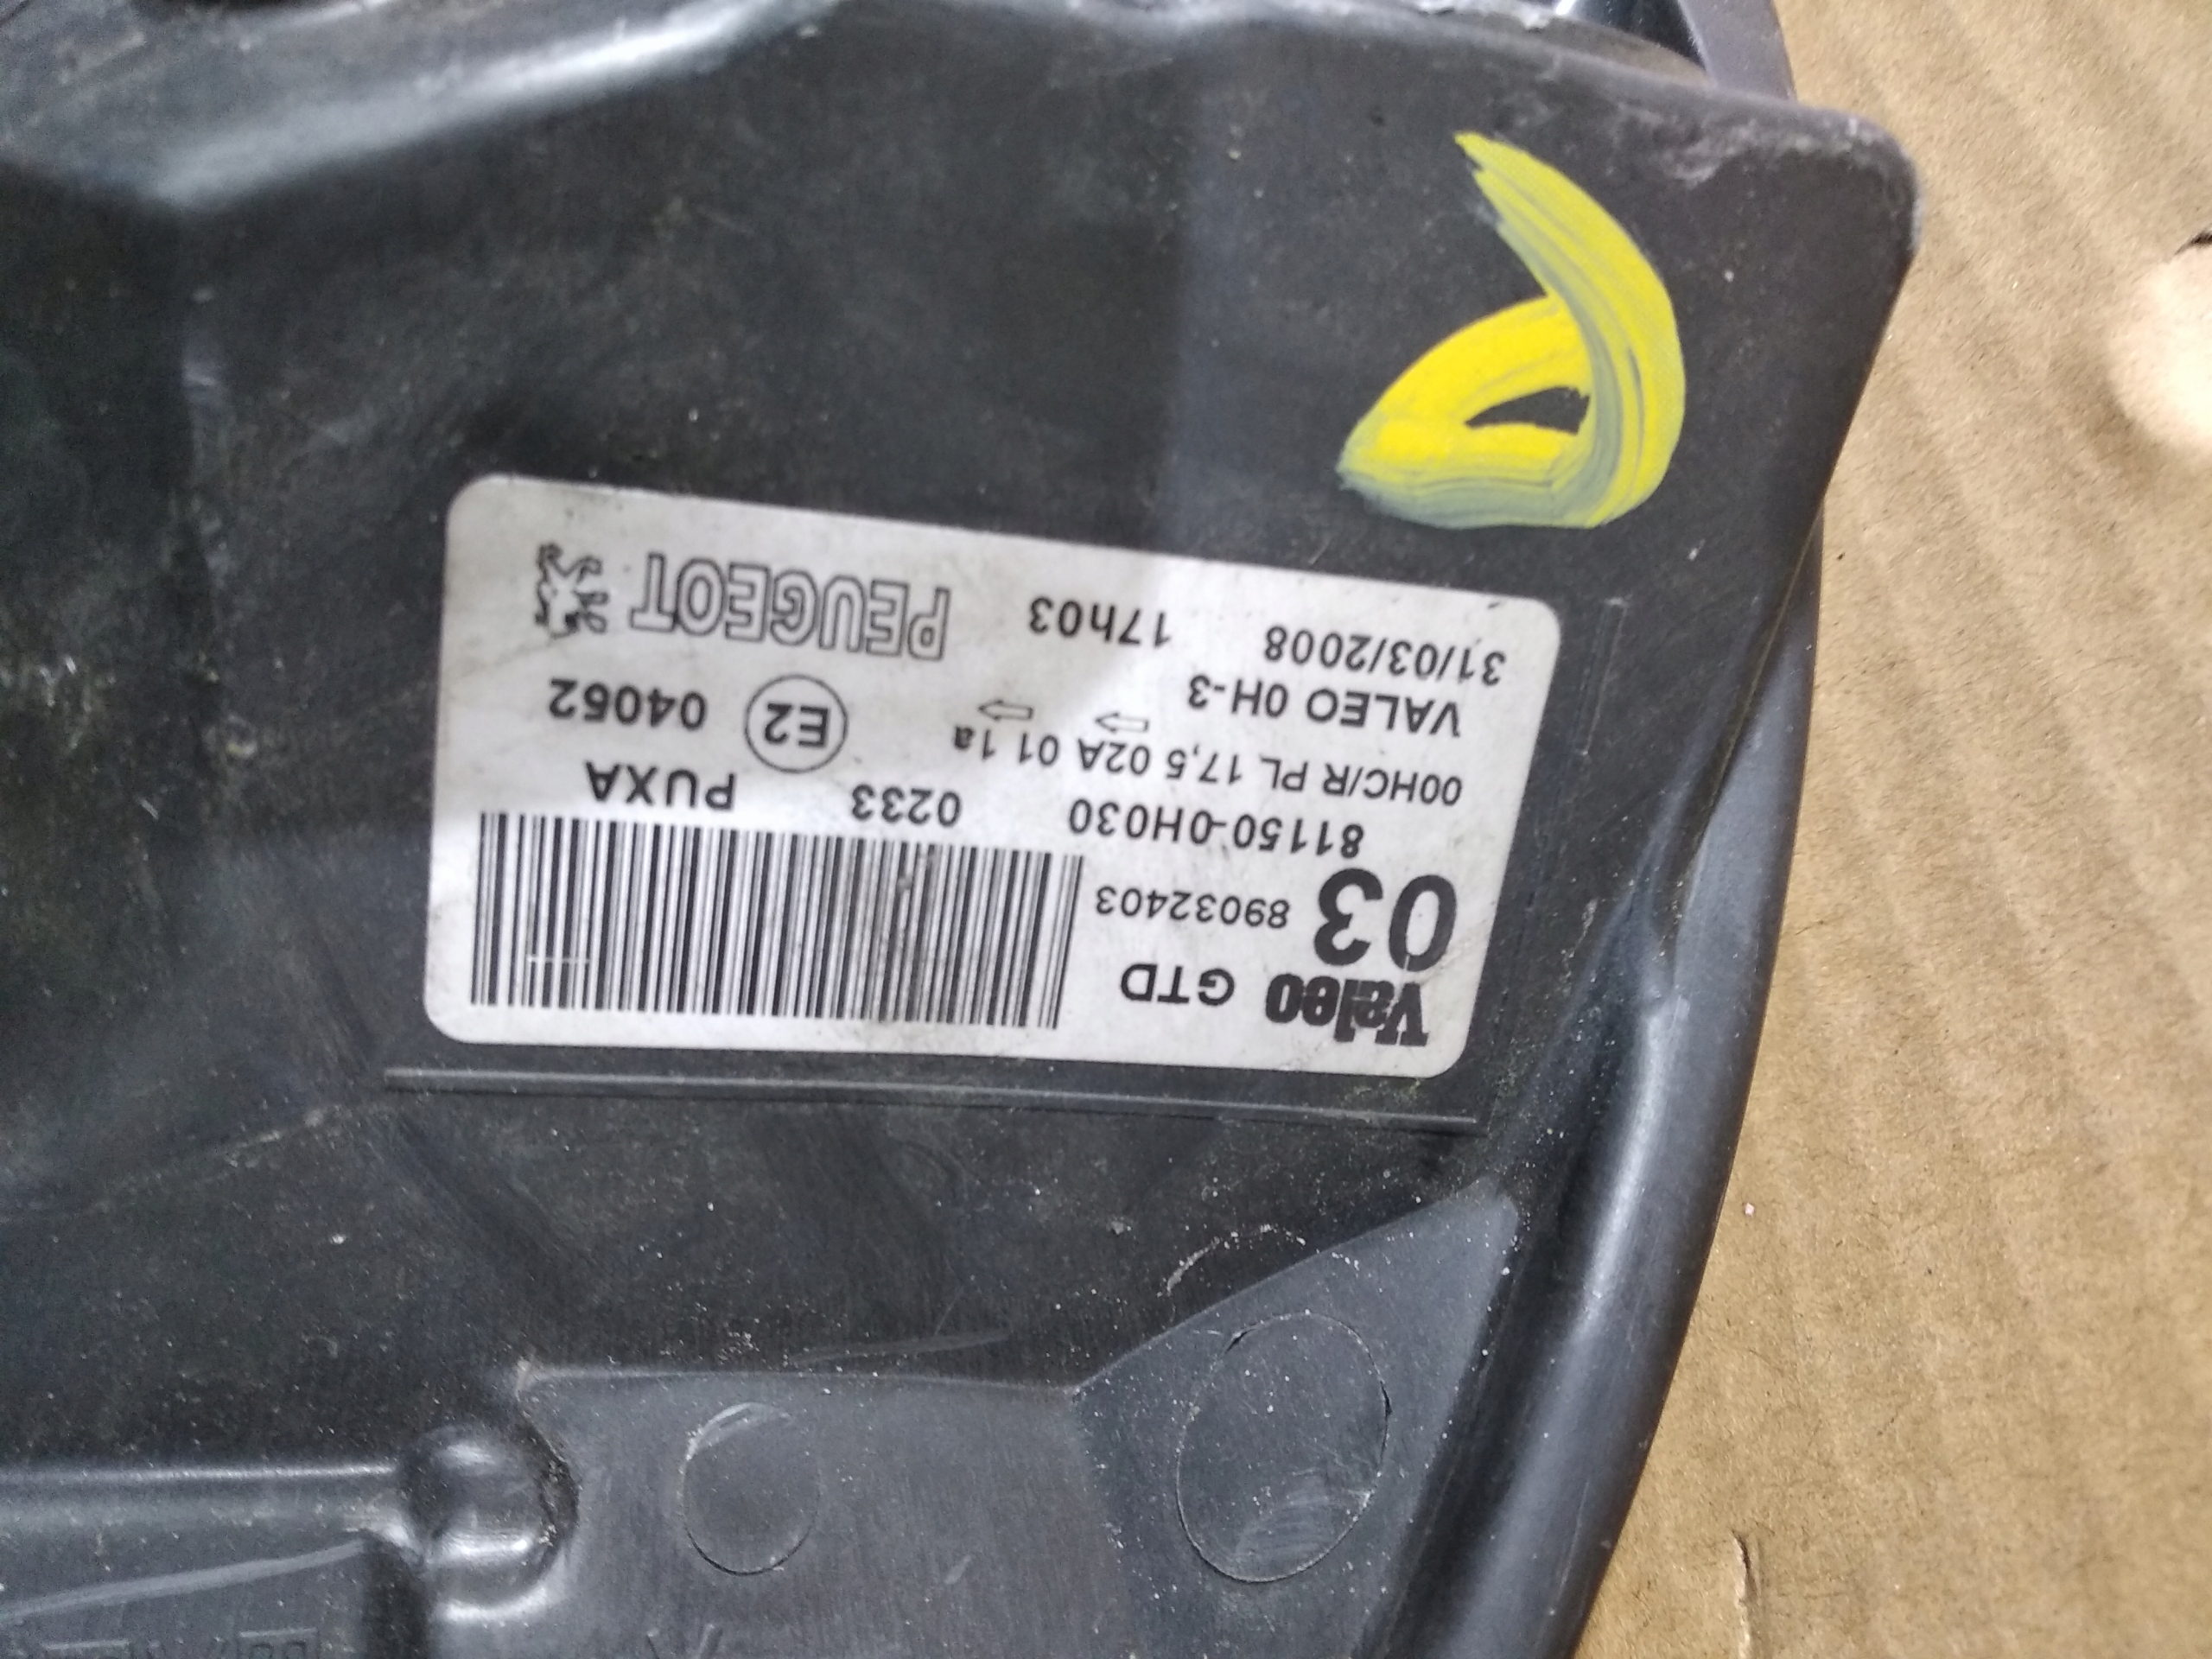 Valeo GTD
03 89032403
81150-0H030 0233 PUXA
00HC/R PL 17,5 02A 01 1a E2 04062
VALEO 0H-3
31/03/2008 17h03 PEUGEOT